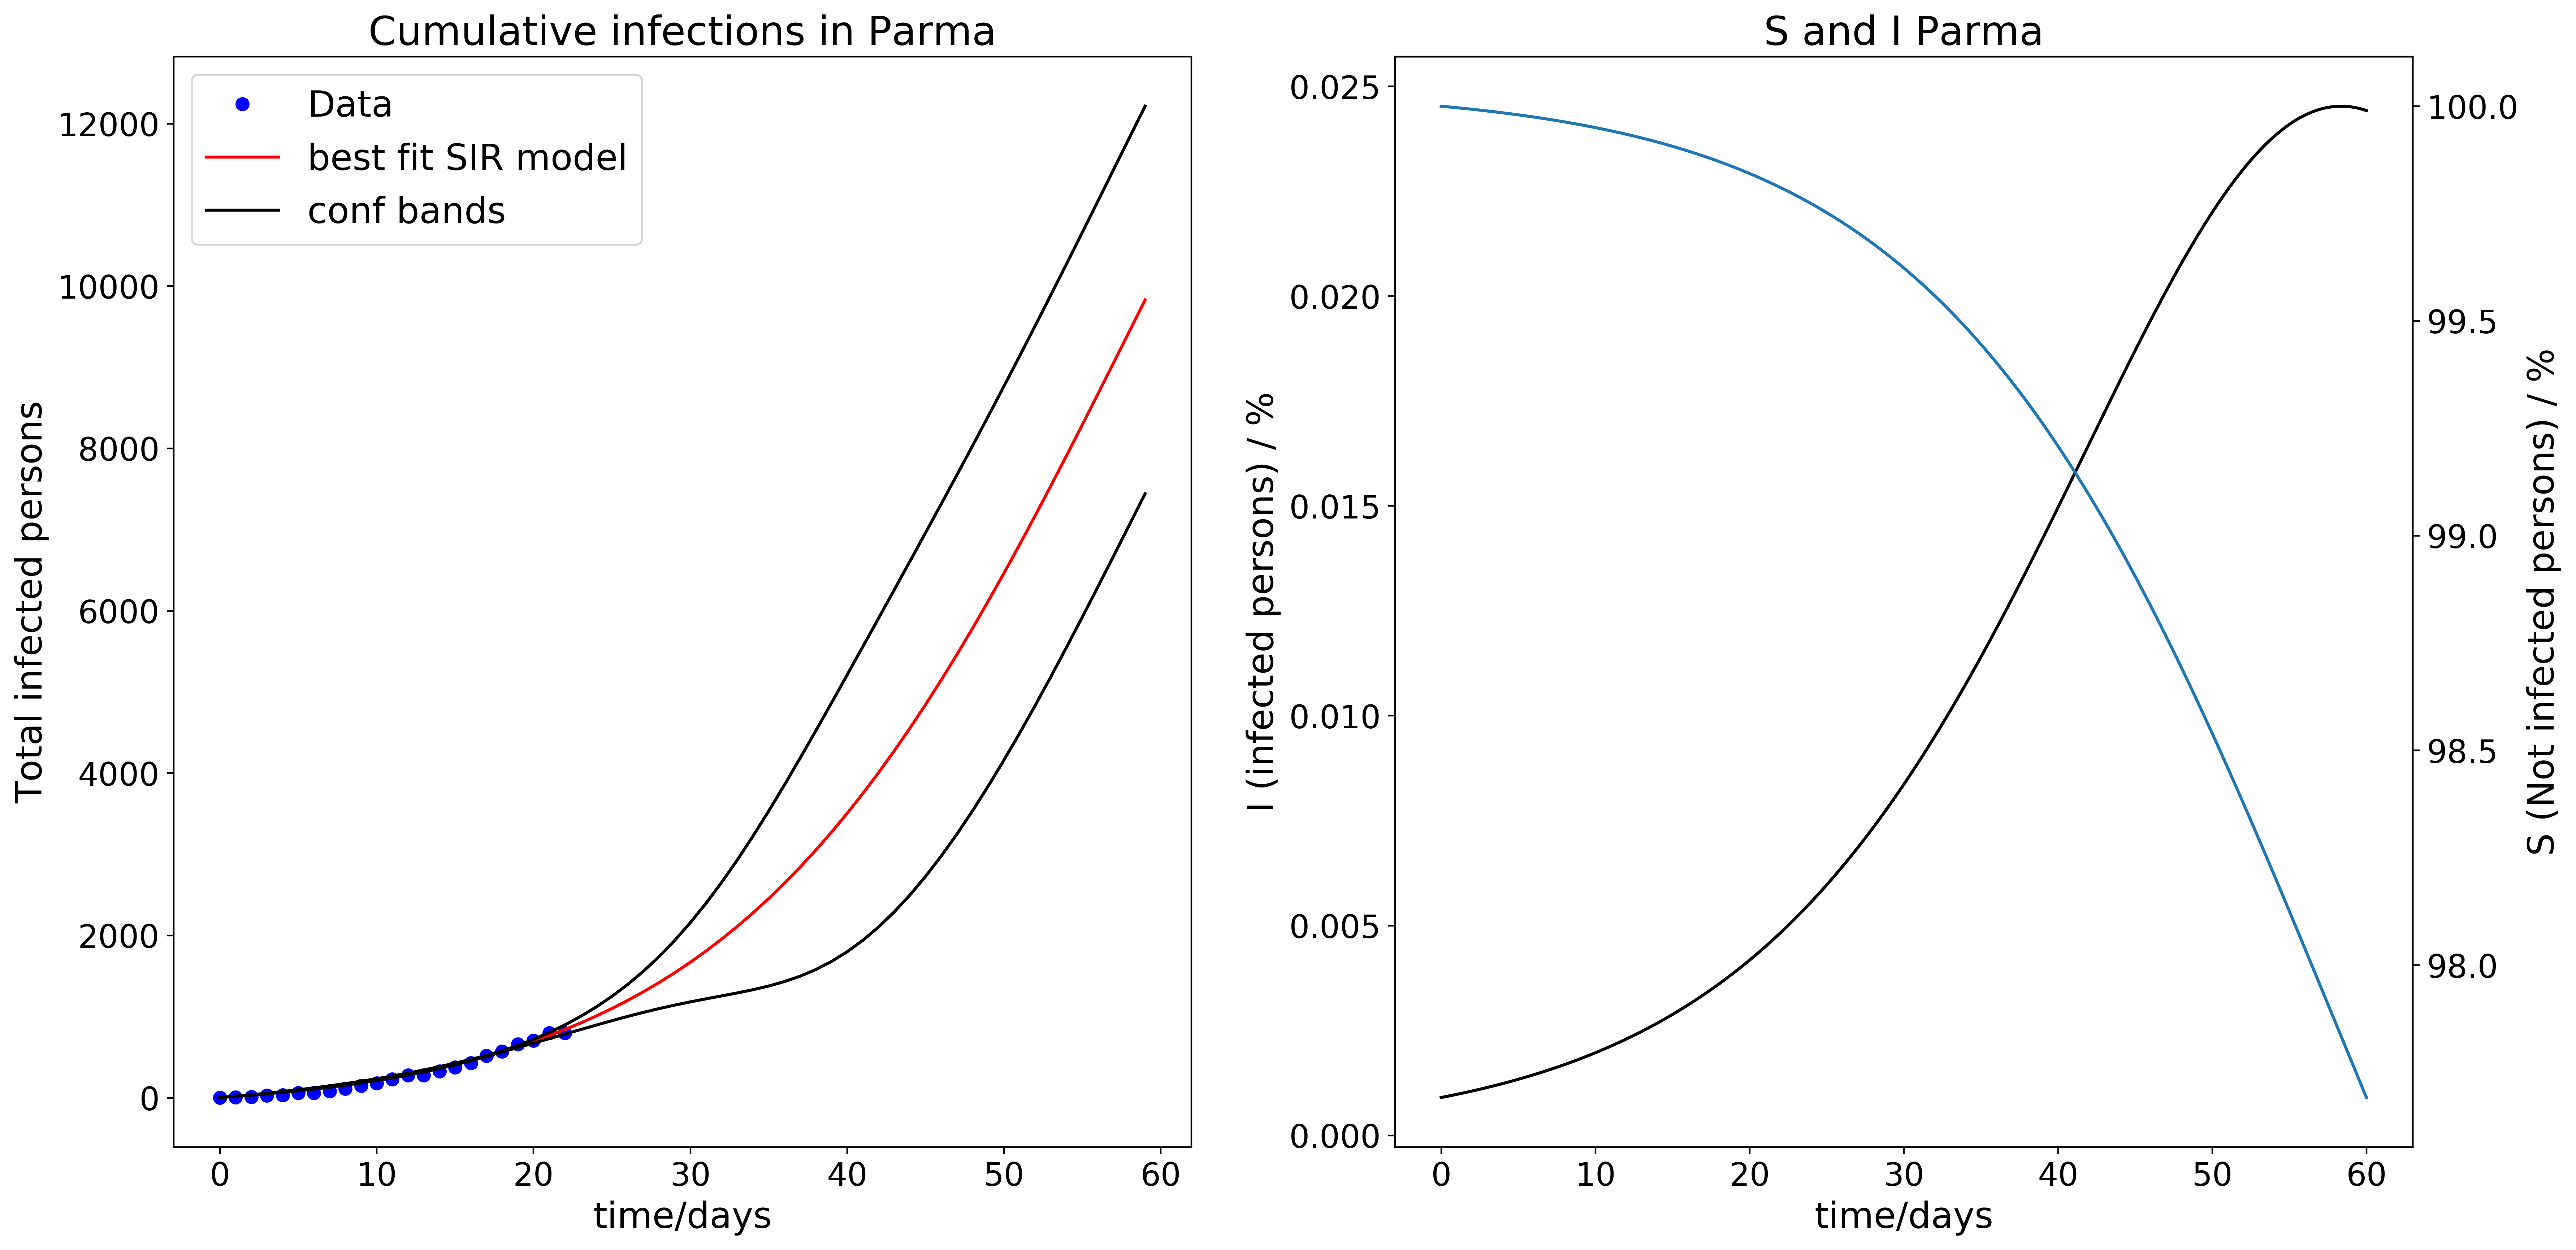 Cumulative infections in Parma
Data
best fit SIR model
conf bands
Total infected persons
12000
10000
8000
6000
4000
2000
0
0 10 20 30 40 50 60
time/days
S and I Parma
I (infected persons) / %
0.025
0.020
0.015
0.010
0.005
0.000
0 10 20 30 40 50 60
time/days
100.0
99.5
99.0
98.5
98.0
S (Not infected persons) / %